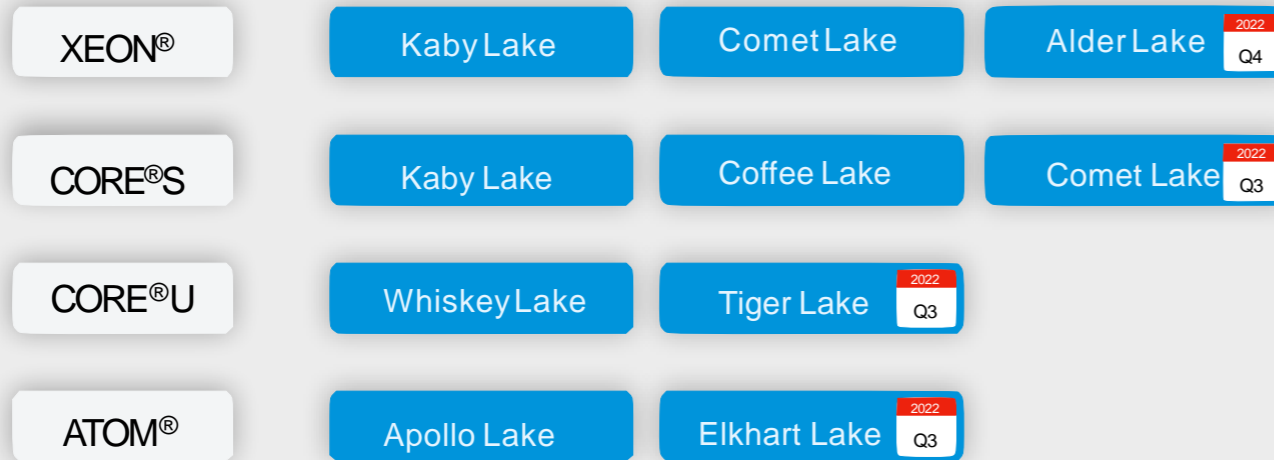 XEON®
Kaby Lake
Comet Lake
Alder Lake
2022
Q4
CORE®S
Kaby Lake
Coffee Lake
Comet Lake
2022
Q3
CORE®U
Whiskey Lake
Tiger Lake
2022
Q3
ATOM®
Apollo Lake
Elkhart Lake
2022
Q3